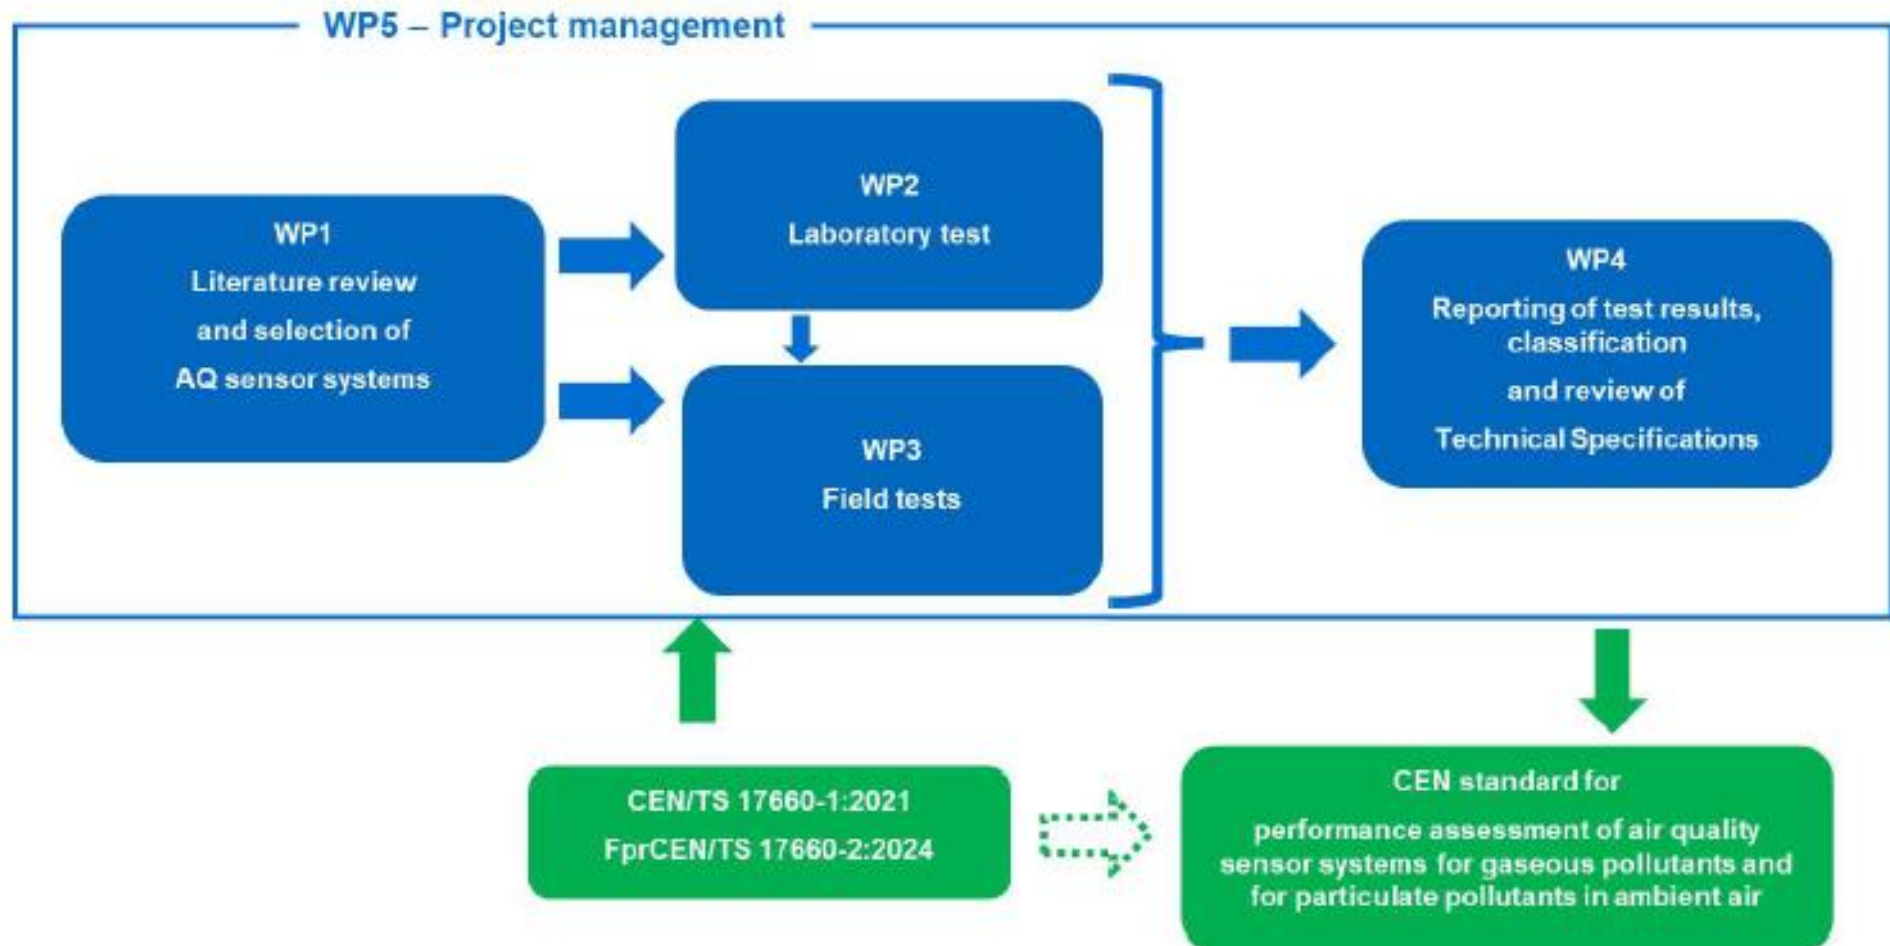 WP5 – Project management
WP1
Literature review
and selection of
AQ sensor systems
WP2
Laboratory test
WP3
Field tests
WP4
Reporting of test results,
classification
and review of
Technical Specifications
CEN/TS 17660-1:2021
FprCEN/TS 17660-2:2024
CEN standard for
performance assessment of air quality
sensor systems for gaseous pollutants and
for particulate pollutants in ambient air